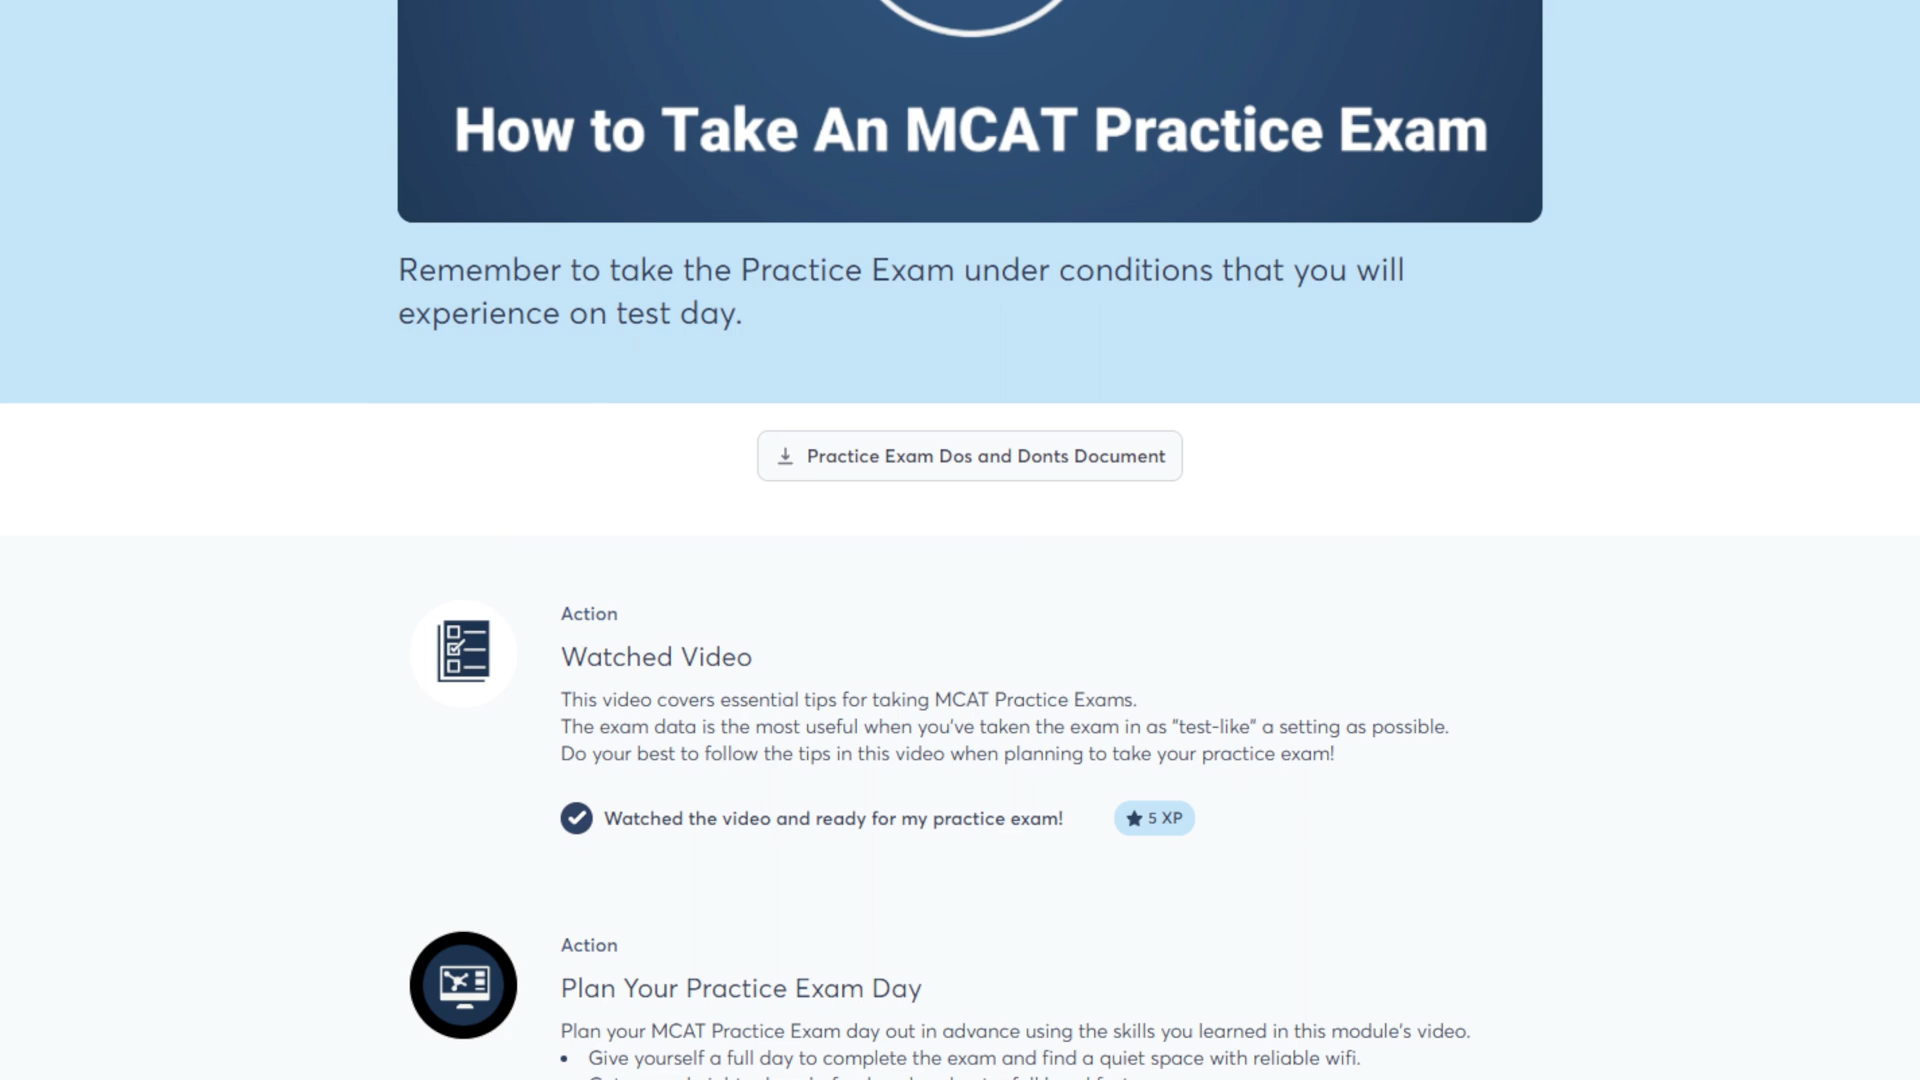 How to Take An MCAT Practice Exam
Remember to take the Practice Exam under conditions that you will
experience on test day.
Practice Exam Dos and Donts Document
Action
Watched Video
This video covers essential tips for taking MCAT Practice Exams.
The exam data is the most useful when you've taken the exam in as "test-like" a setting as possible.
Do your best to follow the tips in this video when planning to take your practice exam!
Watched the video and ready for my practice exam!
5 XP
Action
Plan Your Practice Exam Day
Plan your MCAT Practice Exam day out in advance using the skills you learned in this module's video.
• Give yourself a full day to complete the exam and find a quiet space with reliable wifi.